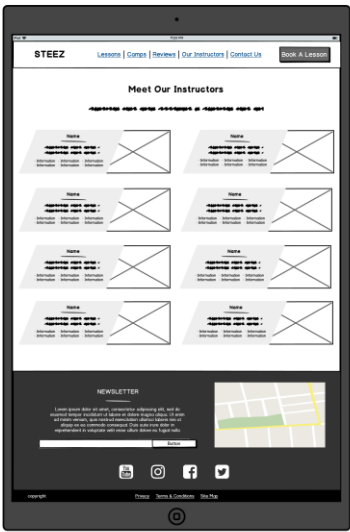 STEEZ
Lessons | Comps | Reviews | Our Instructors | Contact Us
Book A Lesson
Meet Our Instructors
Name
Information Information Information
Information Information Information
Name
Information Information Information
Information Information Information
Name
Information Information Information
Information Information Information
Name
Information Information Information
Information Information Information
Name
Information Information Information
Information Information Information
Name
Information Information Information
Information Information Information
Name
Information Information Information
Information Information Information
Name
Information Information Information
Information Information Information
NEWSLETTER
Lorem ipsum dolor sit amet, consectetur adipiscing elit, sed do
eiusmod tempor incididunt ut labore et dolore magna aliqua. Ut enim
ad minim veniam, quis nostrud exercitation ullamco laboris nisi ut
aliquip ex ea commodo consequat. Duis aute irure dolor in
reprehenderit in voluptate velit esse cillum dolore eu fugiat nulla
Button
copyright
Privacy Terms & Conditions Site Map